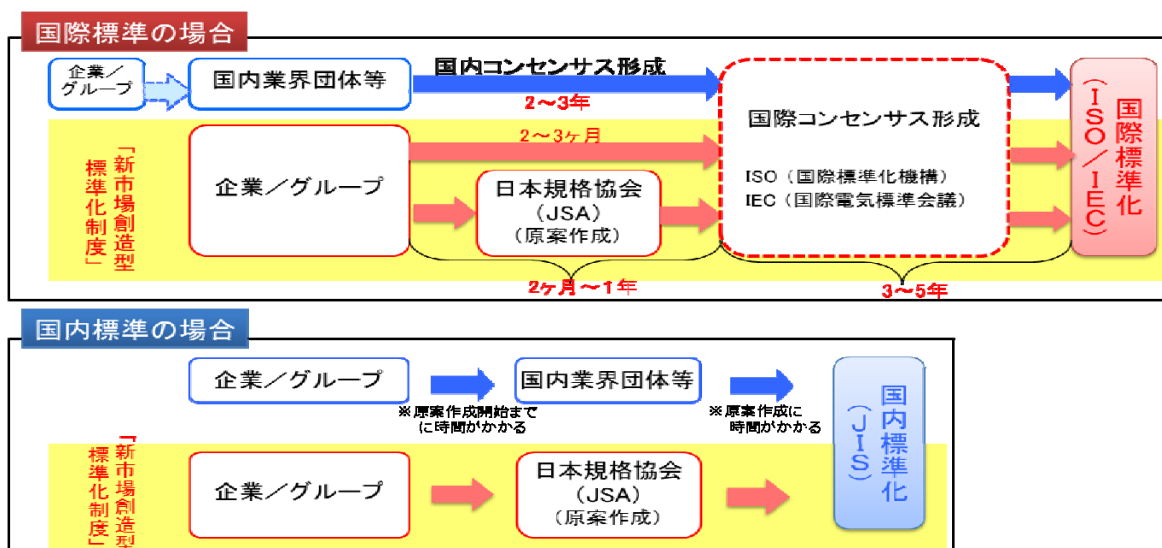 国際標準の場合
企業／
グループ
国内業界団体等
国内コンセンサス形成
2～3年
「新市場創造型
標準化制度」
企業／グループ
2～3ヶ月
日本規格協会
（JSA）
（原案作成）
2ヶ月～1年
国際コンセンサス形成
ISO（国際標準化機構）
IEC（国際電気標準会議）
3～5年
国際標準化
（ISO／IEC）
国内標準の場合
企業／グループ
※原案作成開始まで
に時間がかかる
国内業界団体等
※原案作成に
時間がかかる
「新市場創造型
標準化制度」
企業／グループ
日本規格協会
（JSA）
（原案作成）
国内標準化
（JIS）